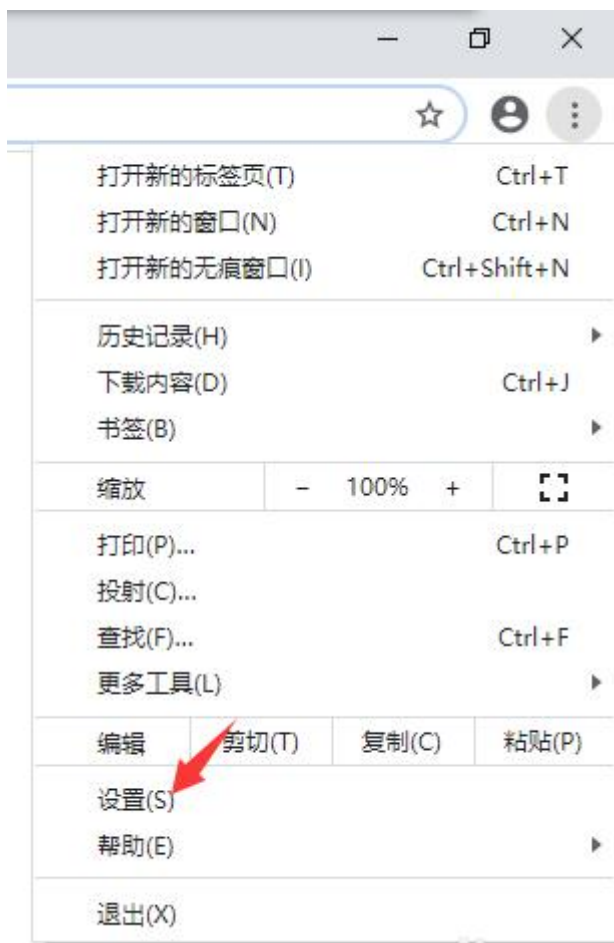 打开新的标签页(T) Ctrl+T
打开新的窗口(N) Ctrl+N
打开新的无痕窗口(I) Ctrl+Shift+N
历史记录(H)
下载内容(D) Ctrl+J
书签(B)
缩放 - 100% +
打印(P)... Ctrl+P
投射(C)...
查找(F)... Ctrl+F
更多工具(L)
编辑 剪切(T) 复制(C) 粘贴(P)
设置(S)
帮助(E)
退出(X)